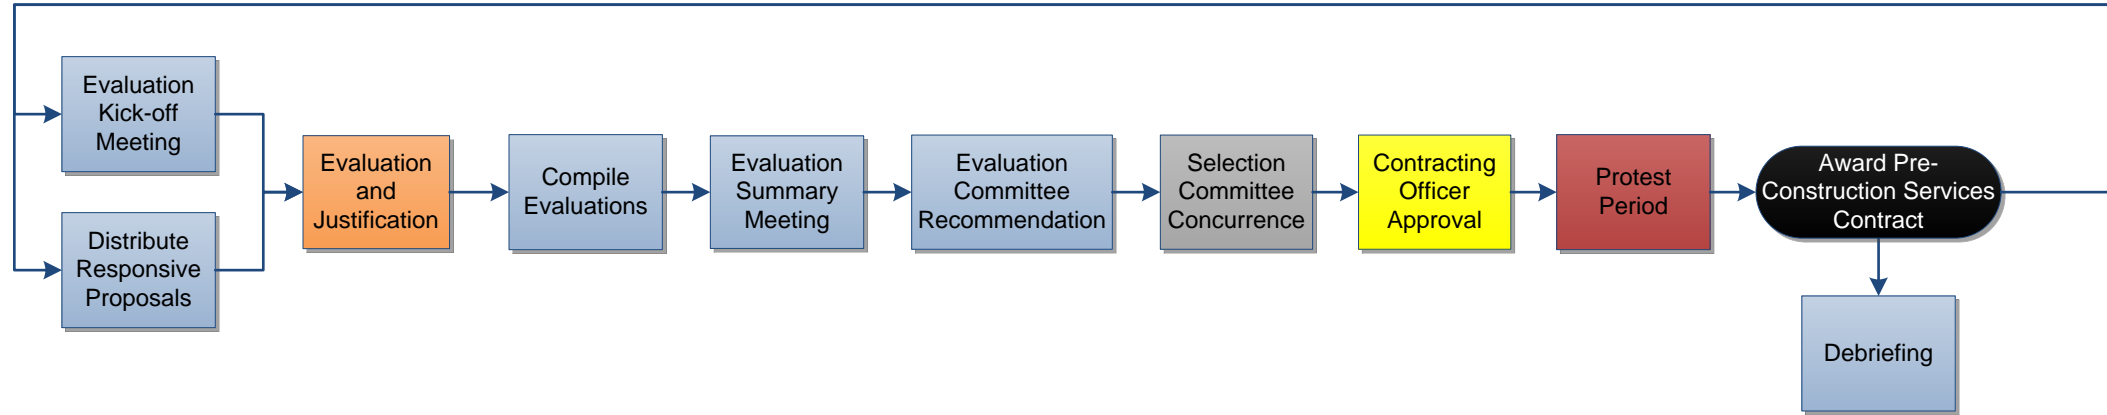 Evaluation
Kick-off
Meeting
Distribute
Responsive
Proposals
Evaluation
and
Justification
Compile
Evaluations
Evaluation
Summary
Meeting
Evaluation
Committee
Recommendation
Selection
Committee
Concurrence
Contracting
Officer
Approval
Protest
Period
Award Pre-
Construction Services
Contract
Debriefing